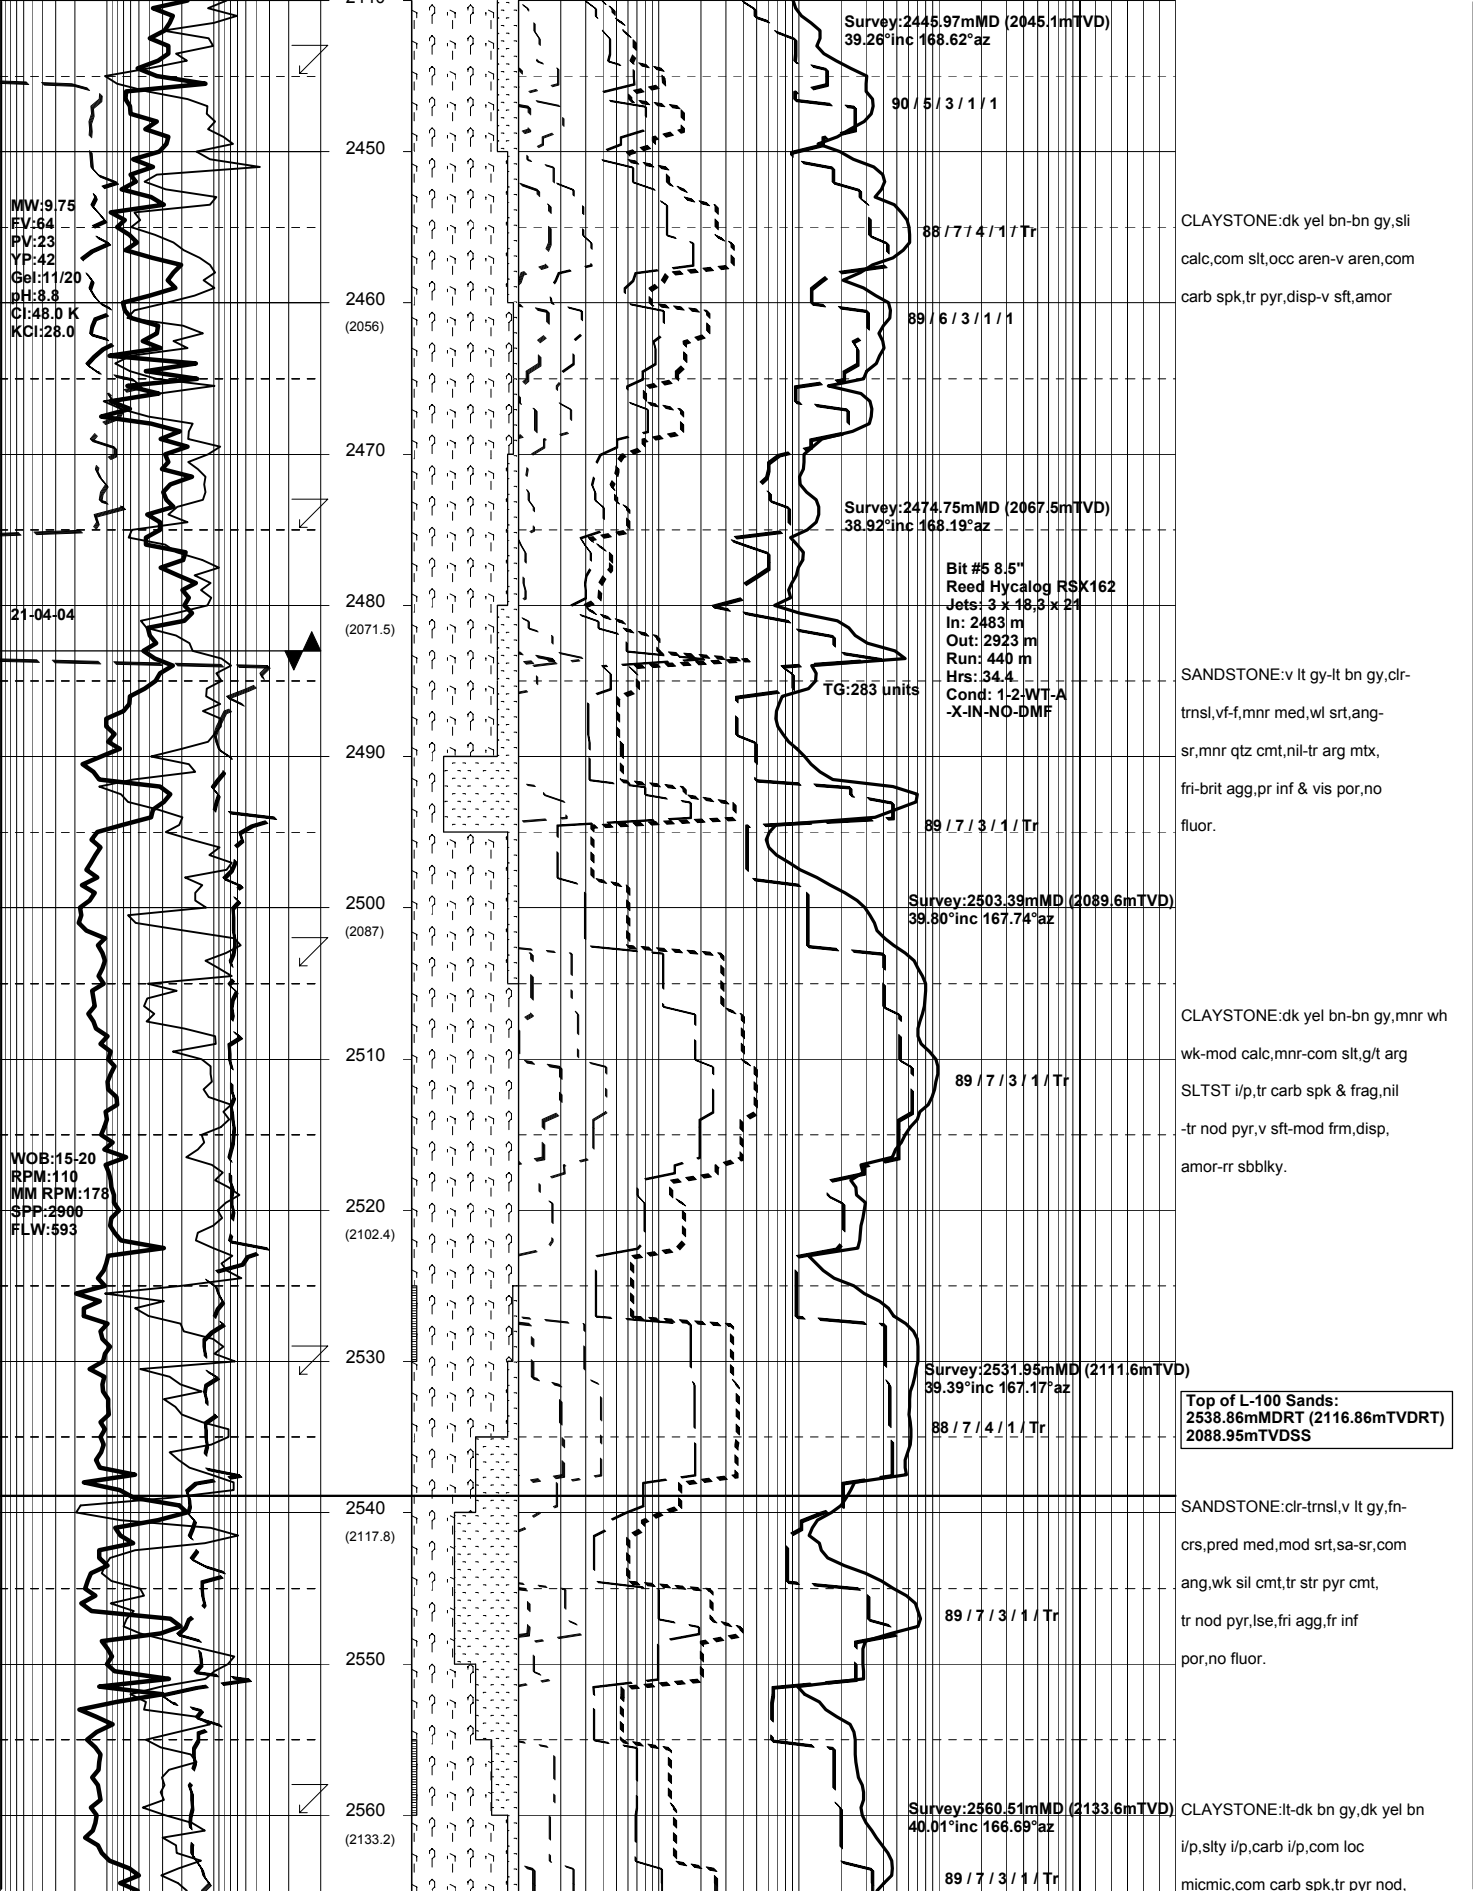 Survey:2445.97mMD (2045.1mTVD)
39.26°inc 168.62°az
90 / 5 / 3 / 1 / 1
2450
MW:9.75
FV:64
PV:23
YP:42
Gel:11/20
pH:8.8
Cl:48.0 K
KCl:28.0
88 / 7 / 4 / 1 / Tr
CLAYSTONE:dk yel bn-bn gy,sli
calc,com slt,occ aren-v aren,com
carb spk,tr pyr,disp-v sft,amor
2460
(2056)
89 / 6 / 3 / 1 / 1
2470
Survey:2474.75mMD (2067.5mTVD)
38.92°inc 168.19°az
Bit #5 8.5"
Reed Hycalog RSX162
Jets: 3 x 18,3 x 21
In: 2483 m
Out: 2923 m
Run: 440 m
Hrs: 34.4
Cond: 1-2-WT-A
-X-IN-NO-DMF
2480
(2071.5)
21-04-04
TG:283 units
SANDSTONE:v lt gy-lt bn gy,clr-
trnsl,vf-f,mnr med,wl srt,ang-
sr,mnr qtz cmt,nil-tr arg mtx,
fri-brit agg,pr inf & vis por,no
fluor.
2490
89 / 7 / 3 / 1 / Tr
2500
(2087)
Survey:2503.39mMD (2089.6mTVD)
39.80°inc 167.74°az
CLAYSTONE:dk yel bn-bn gy,mnr wh
wk-mod calc,mnr-com slt,g/t arg
SLTST i/p,tr carb spk & frag,nil
-tr nod pyr,v sft-mod frm,disp,
amor-rr sbblky.
2510
89 / 7 / 3 / 1 / Tr
WOB:15-20
RPM:110
MM RPM:178
SPP:2900
FLW:593
2520
(2102.4)
2530
Survey:2531.95mMD (2111.6mTVD)
39.39°inc 167.17°az
88 / 7 / 4 / 1 / Tr
Top of L-100 Sands:
2538.86mMDRT (2116.86mTVDRT)
2088.95mTVDSS
2540
(2117.8)
SANDSTONE:clr-trnsl,v lt gy,fn-
crs,pred med,mod srt,sa-sr,com
ang,wk sil cmt,tr str pyr cmt,
tr nod pyr,lse,fri agg,fr inf
por,no fluor.
89 / 7 / 3 / 1 / Tr
2550
2560
(2133.2)
Survey:2560.51mMD (2133.6mTVD)
40.01°inc 166.69°az
CLAYSTONE:lt-dk bn gy,dk yel bn
i/p,slty i/p,carb i/p,com loc
micmic,com carb spk,tr pyr nod,
89 / 7 / 3 / 1 / Tr